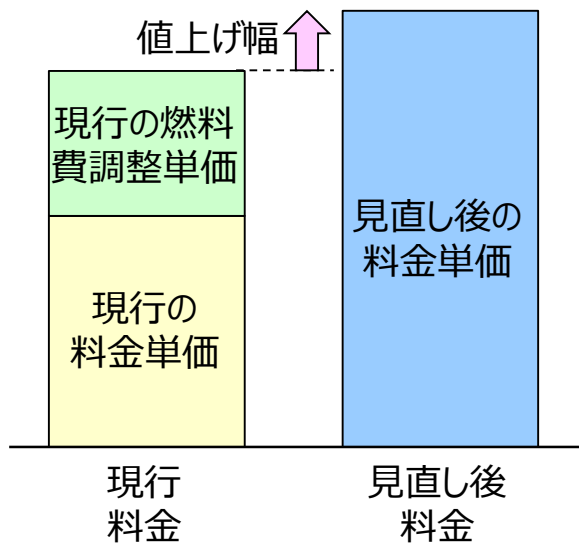 値上げ幅
現行の燃料
費調整単価
現行の
料金単価
見直し後の
料金単価
現行
料金
見直し後
料金